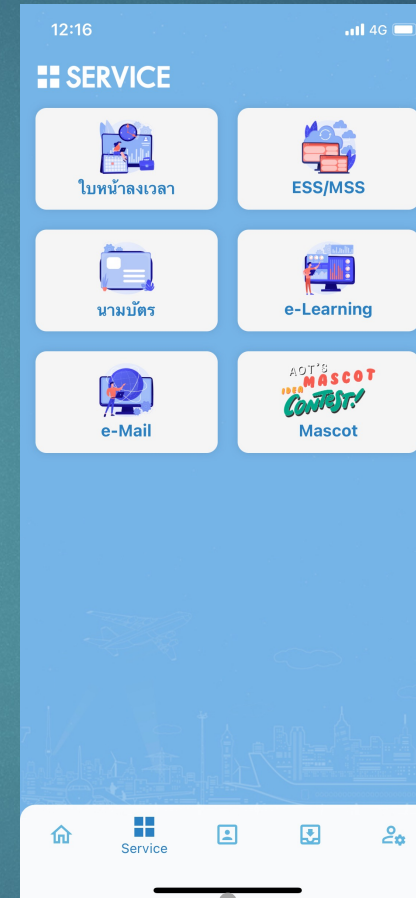 12:16
4G
SERVICE
ใบหน้าลงเวลา
ESS/MSS
นามบัตร
e-Learning
e-Mail
AOT'S
IDEA MASCOT
CONTEST!
Mascot
Service